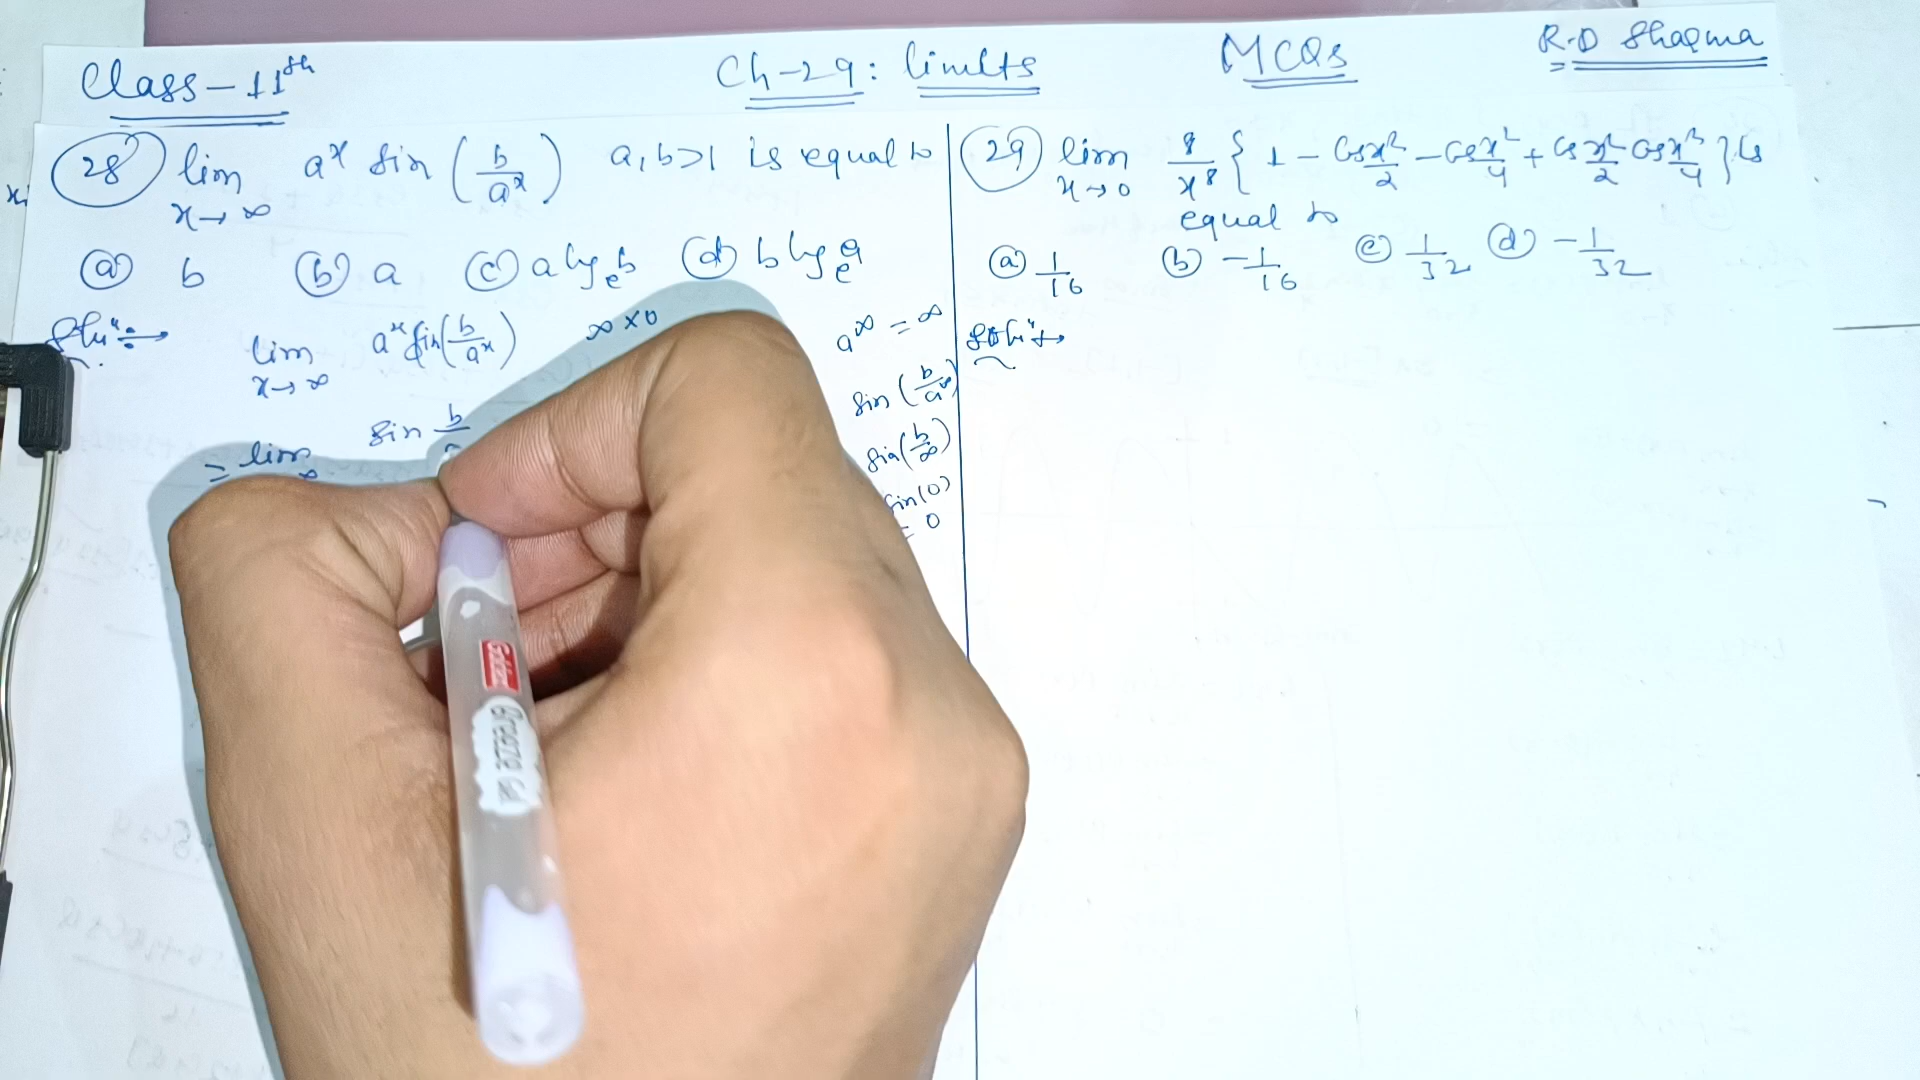 Class-11th
Ch-29: limits
MCQs
R.D Sharma
28 lim x→∞ a^x sin (b/a^x) a,b>1 is equal to
(a) b (b) a (c) a log_e b (d) b log_e a
Solu":→
lim x→∞ a^x sin(b/a^x) ∞×0
= lim ∞ sin b/
a^∞ = ∞
sin (b/a^∞)
sin(b/∞)
sin(0)
= 0
29 lim x→0 8/x^8 { 1 - Cos x²/2 - Cos x²/4 + Cos x²/2 Cos x²/4 } is
equal to
(a) 1/16 (b) -1/16 (c) 1/32 (d) -1/32
Solu":→